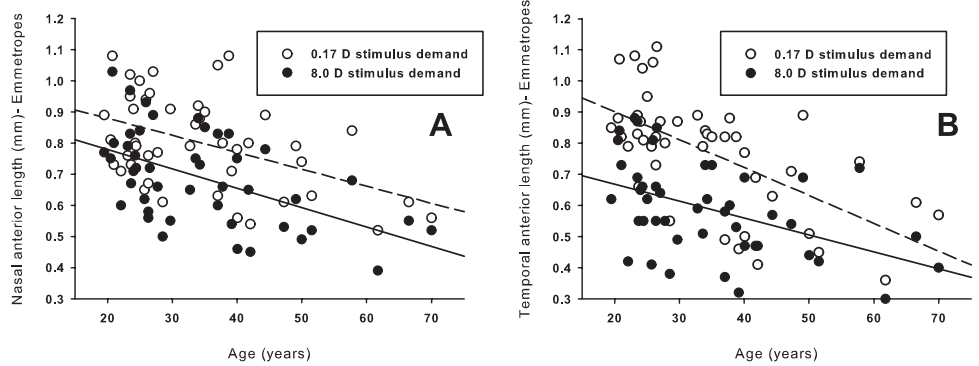 Nasal anterior length (mm)- Emmetropes
1.2
1.1
1.0
0.9
0.8
0.7
0.6
0.5
0.4
0.3
0.17 D stimulus demand
8.0 D stimulus demand
A
20 30 40 50 60 70
Age (years)
Temporal anterior length (mm)- Emmetropes
1.2
1.1
1.0
0.9
0.8
0.7
0.6
0.5
0.4
0.3
0.17 D stimulus demand
8.0 D stimulus demand
B
20 30 40 50 60 70
Age (years)